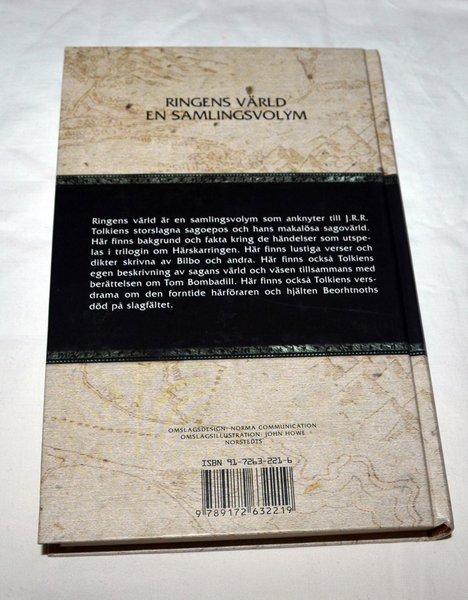 RINGENS VÄRLD
EN SAMLINGSVOLYM
Ringens värld är en samlingsvolym som anknyter till J.R.R.
Tolkiens storslagna sagoepos och hans makalösa sagovärld.
Här finns bakgrund och fakta kring de händelser som utspe-
las i trilogin om Härskarringen. Här finns lustiga verser och
dikter skrivna av Bilbo och andra. Här finns också Tolkiens
egen beskrivning av sagans värld och väsen tillsammans med
berättelsen om Tom Bombadill. Här finns också Tolkiens vers-
drama om den forntide härföraren och hjälten Beorhtnoths
död på slagfältet.
OMSLAGSDESIGN: NORMA COMMUNICATION
OMSLAGSILLUSTRATION: JOHN HOWE
NORSTEDTS
ISBN 91-7263-221-6
9 789172 632219